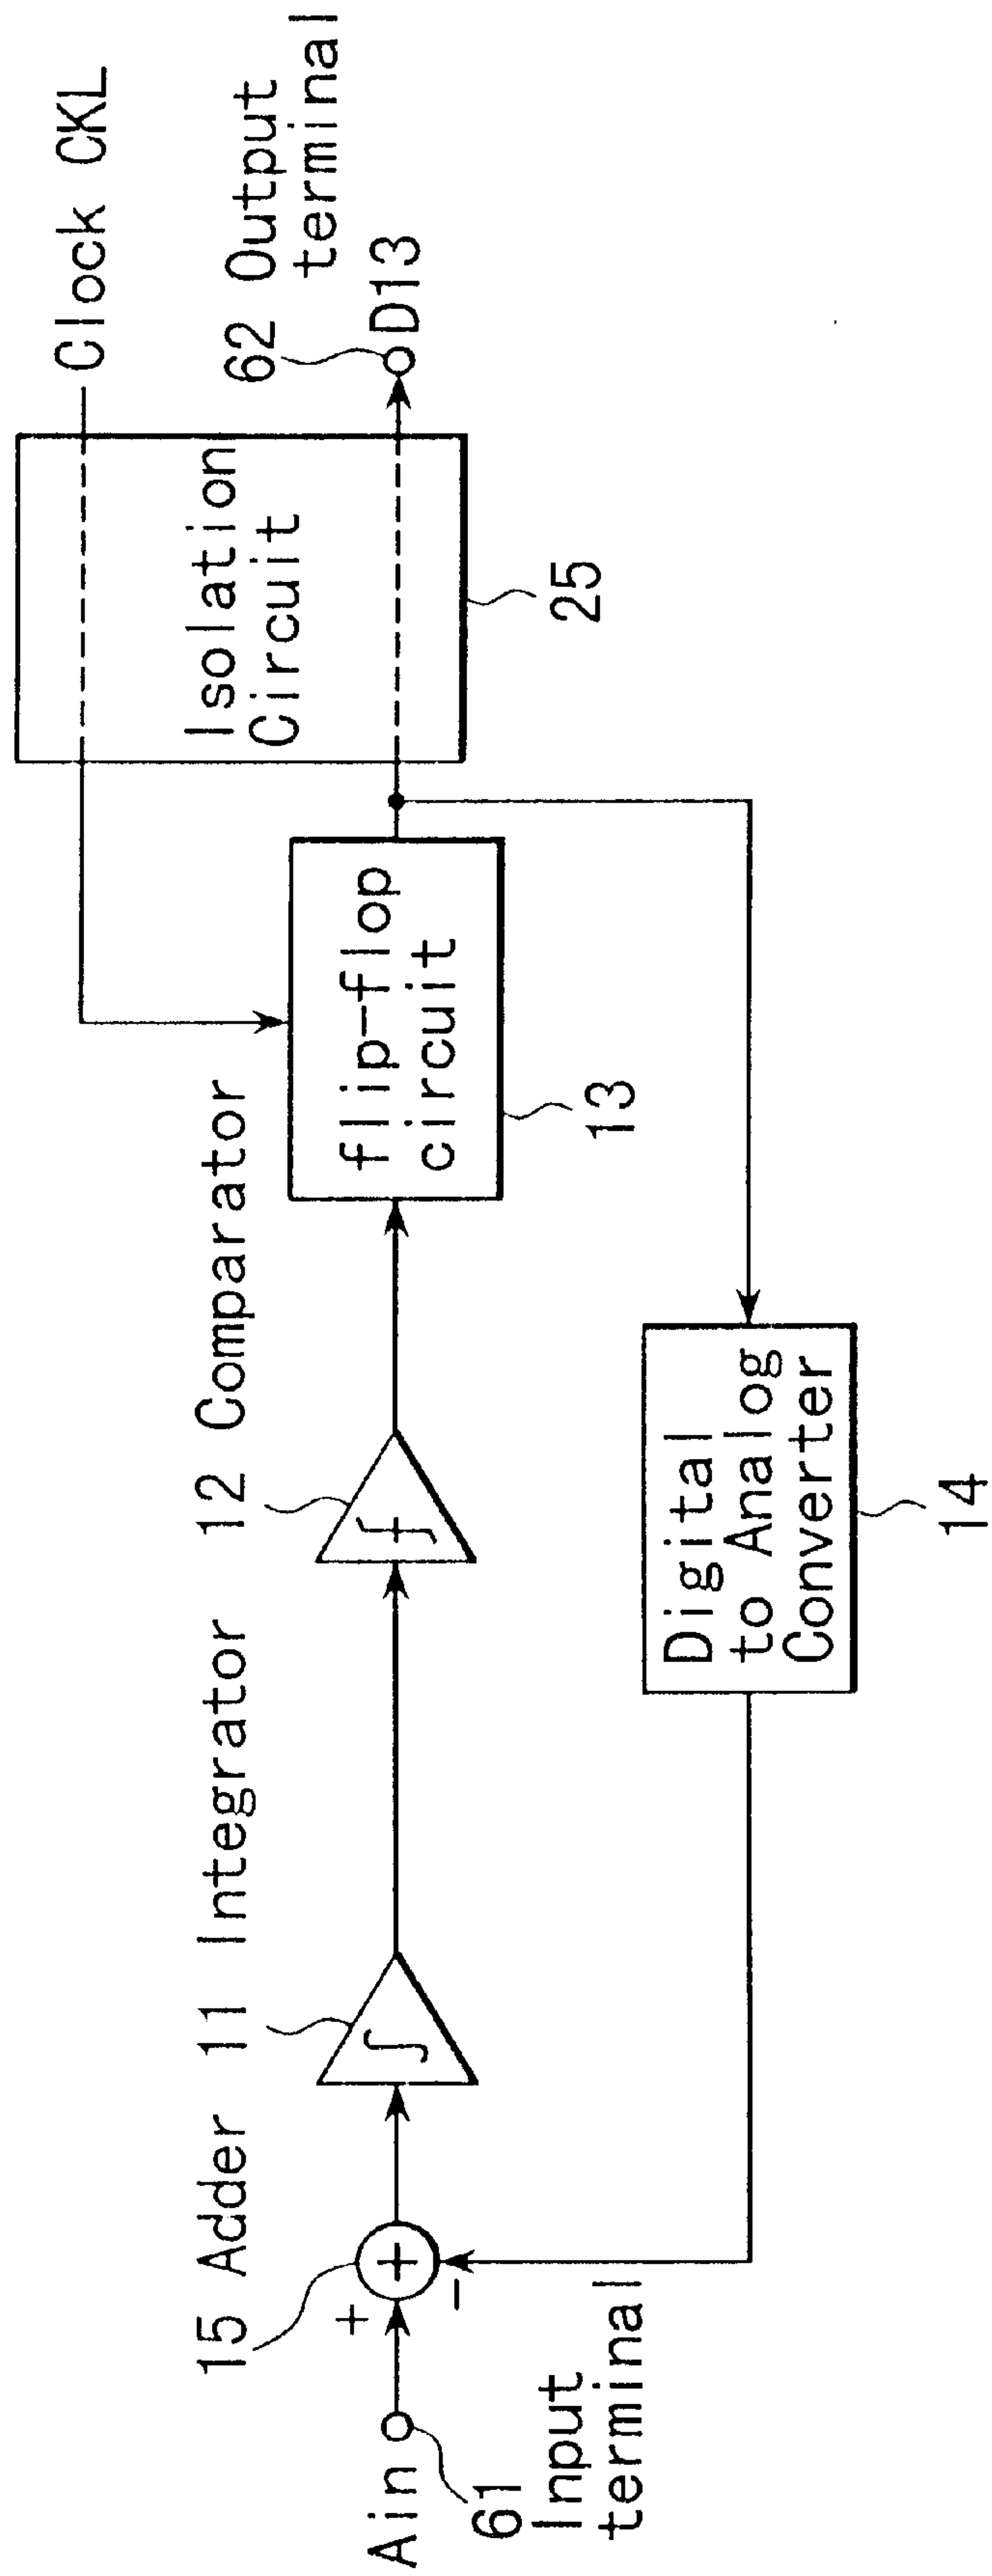 Clock CKL
62 Output
terminal
D13
Isolation
Circuit
25
flip-flop
circuit
13
12 Comparator
11 Integrator
15 Adder
+
-
Ain
61
Input
terminal
Digital
to Analog
Converter
14